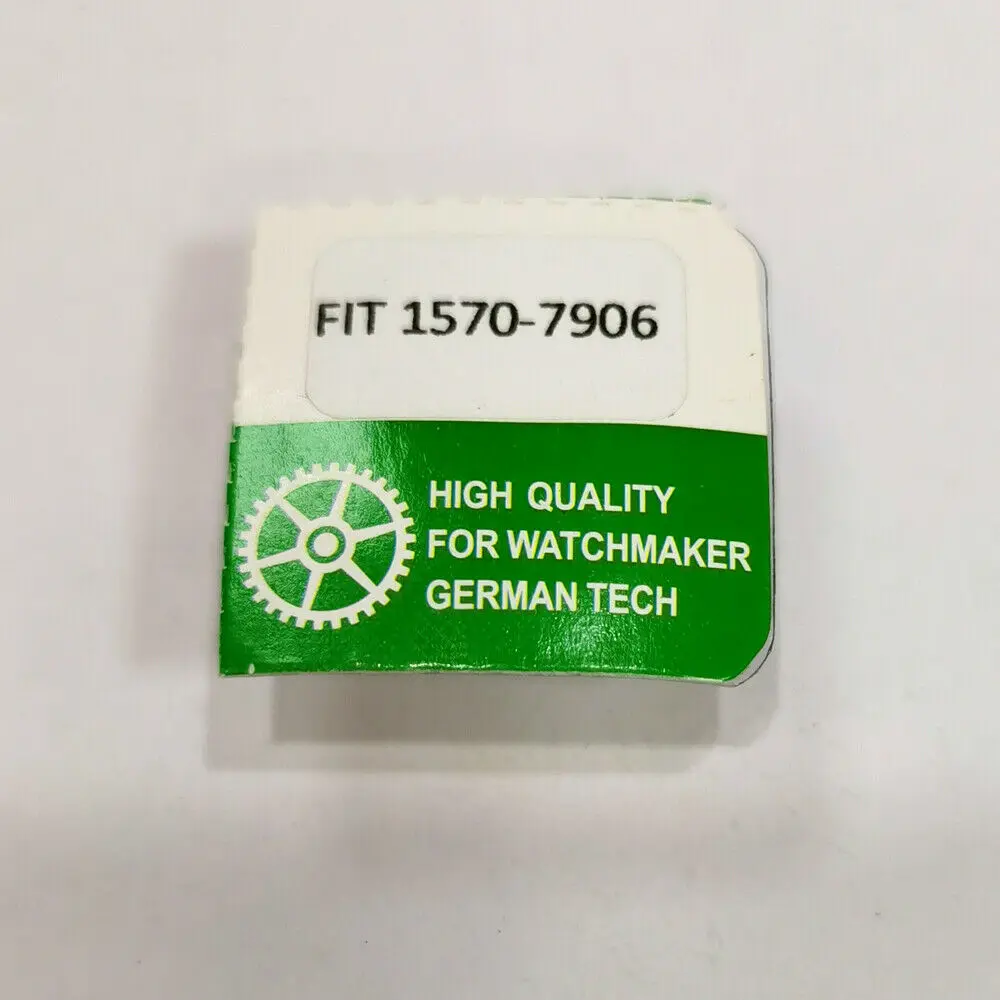 FIT 1570-7906
HIGH QUALITY
FOR WATCHMAKER
GERMAN TECH